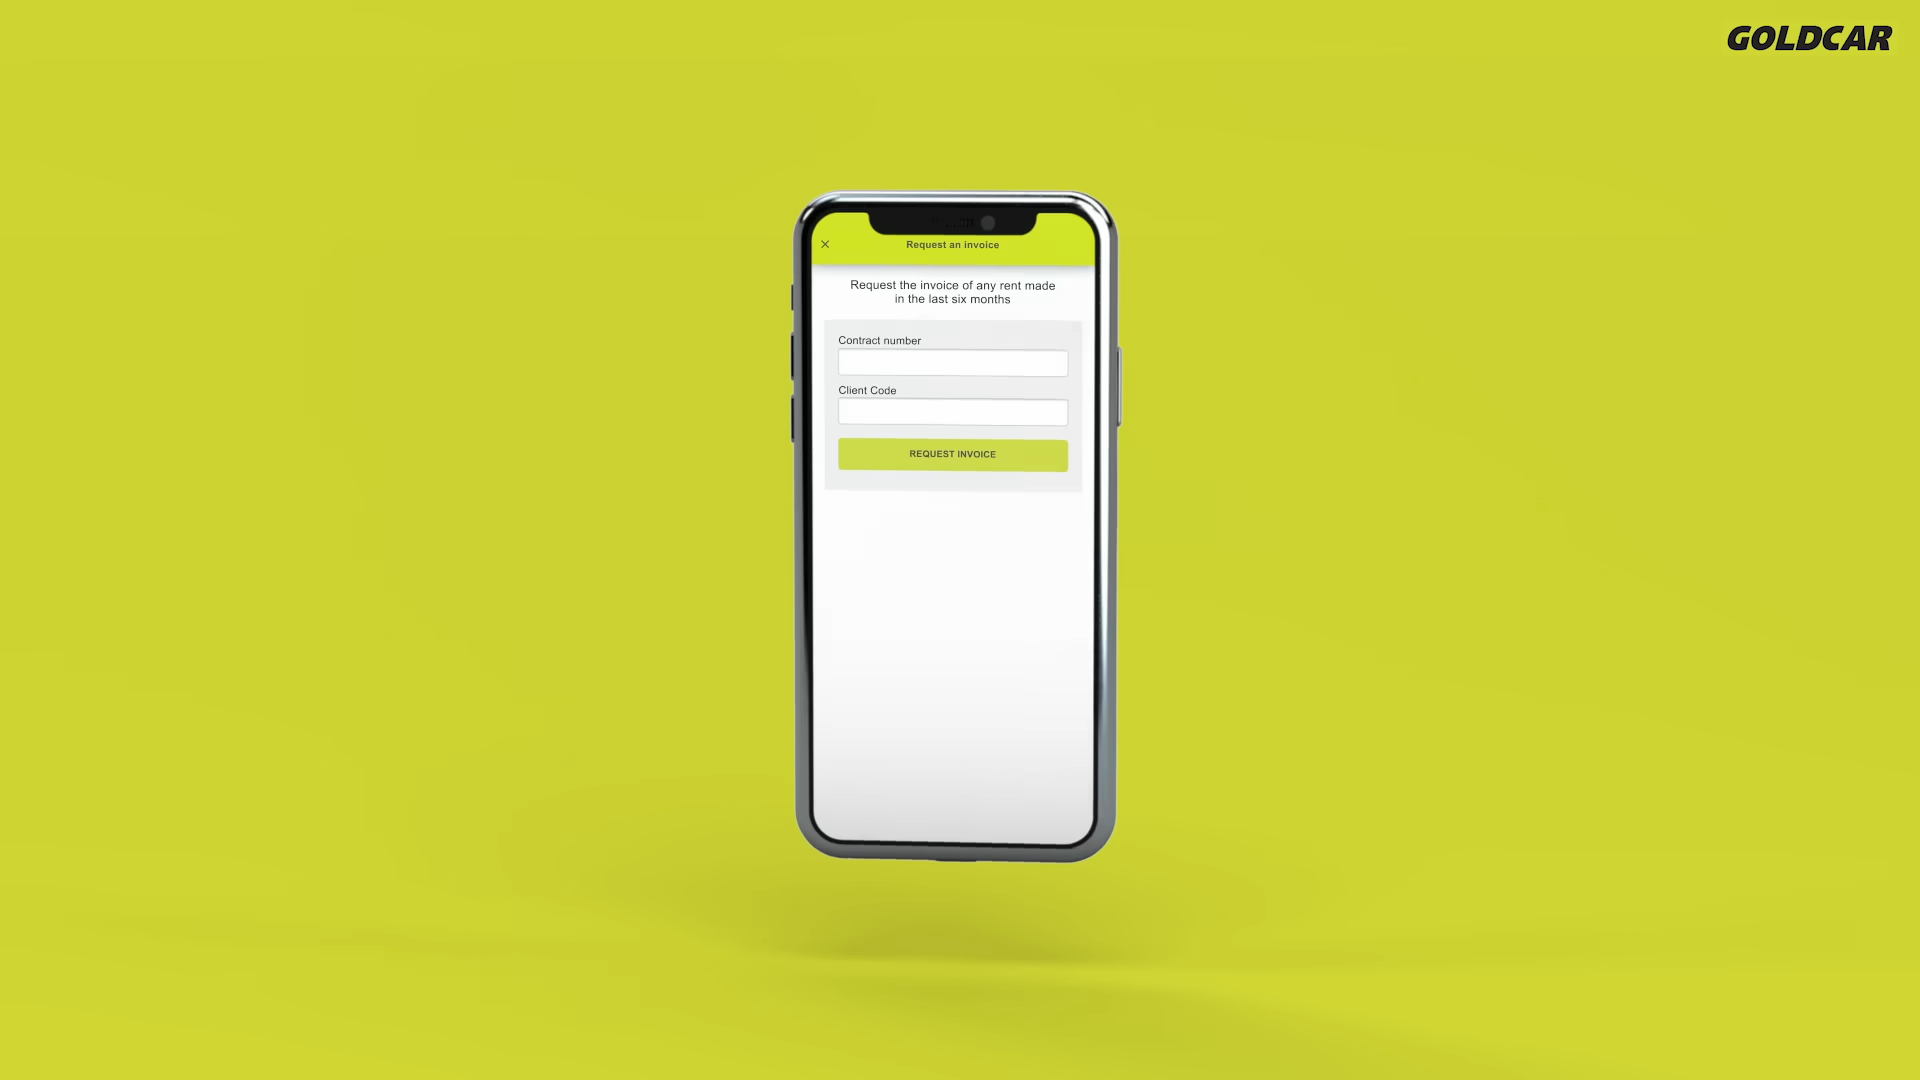 GOLDCAR
Request an invoice
Request the invoice of any rent made
in the last six months
Contract number
Client Code
REQUEST INVOICE